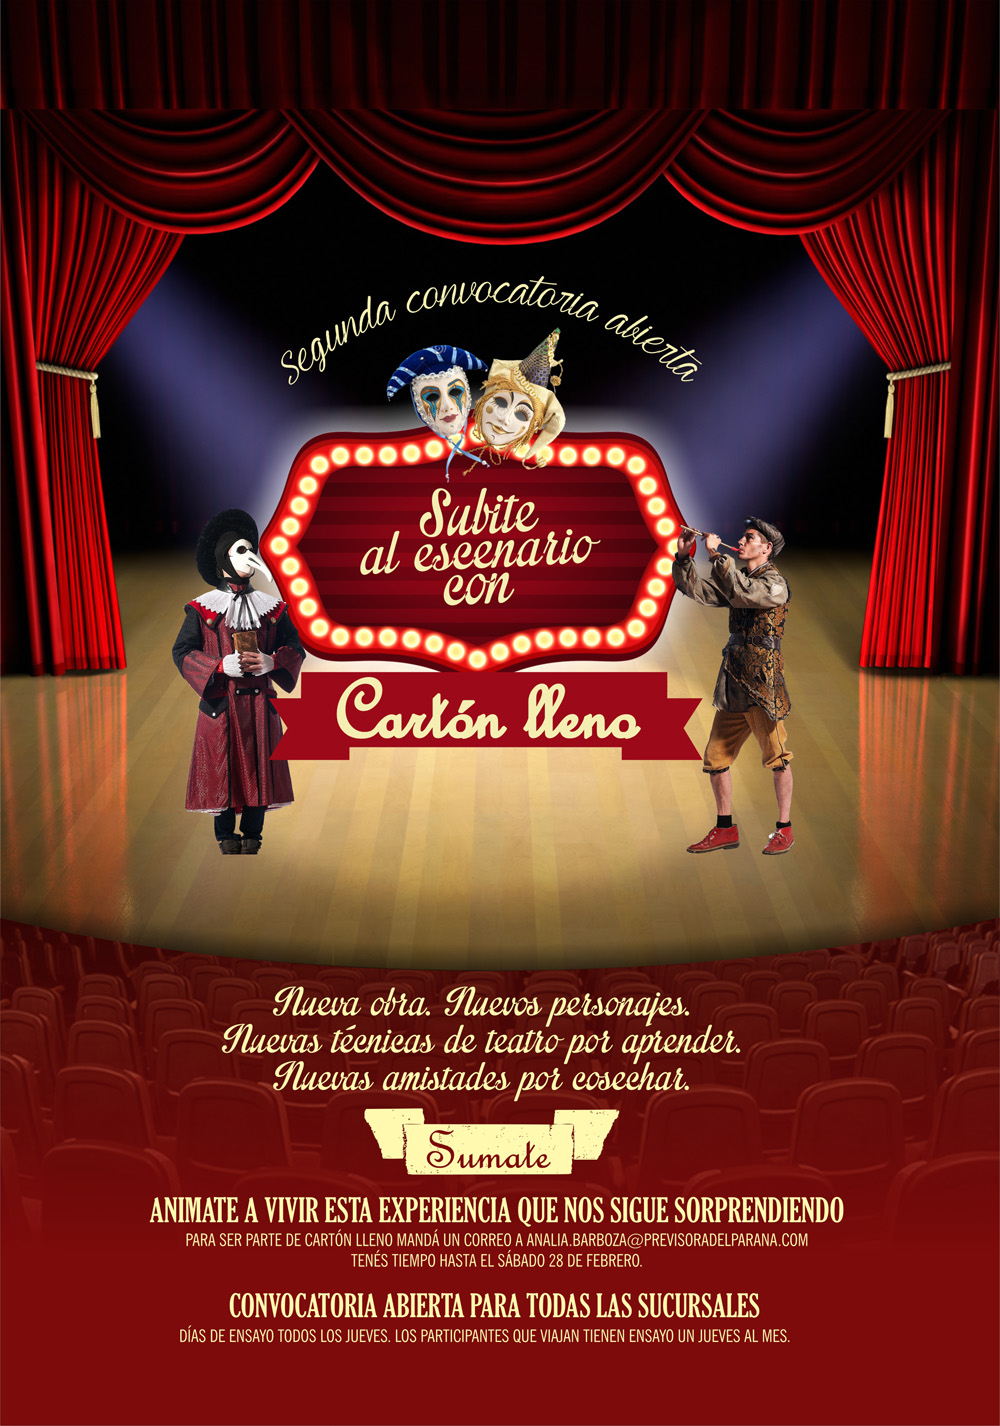 Segunda convocatoria abierta
Subite
al escenario
con
Cartón lleno
Nueva obra. Nuevos personajes.
Nuevas técnicas de teatro por aprender.
Nuevas amistades por cosechar.
Sumate
ANIMATE A VIVIR ESTA EXPERIENCIA QUE NOS SIGUE SORPRENDIENDO
PARA SER PARTE DE CARTÓN LLENO MANDÁ UN CORREO A ANALIA.BARBOZA@PREVISORADELPARANA.COM
TENÉS TIEMPO HASTA EL SÁBADO 28 DE FEBRERO.
CONVOCATORIA ABIERTA PARA TODAS LAS SUCURSALES
DÍAS DE ENSAYO TODOS LOS JUEVES. LOS PARTICIPANTES QUE VIAJAN TIENEN ENSAYO UN JUEVES AL MES.